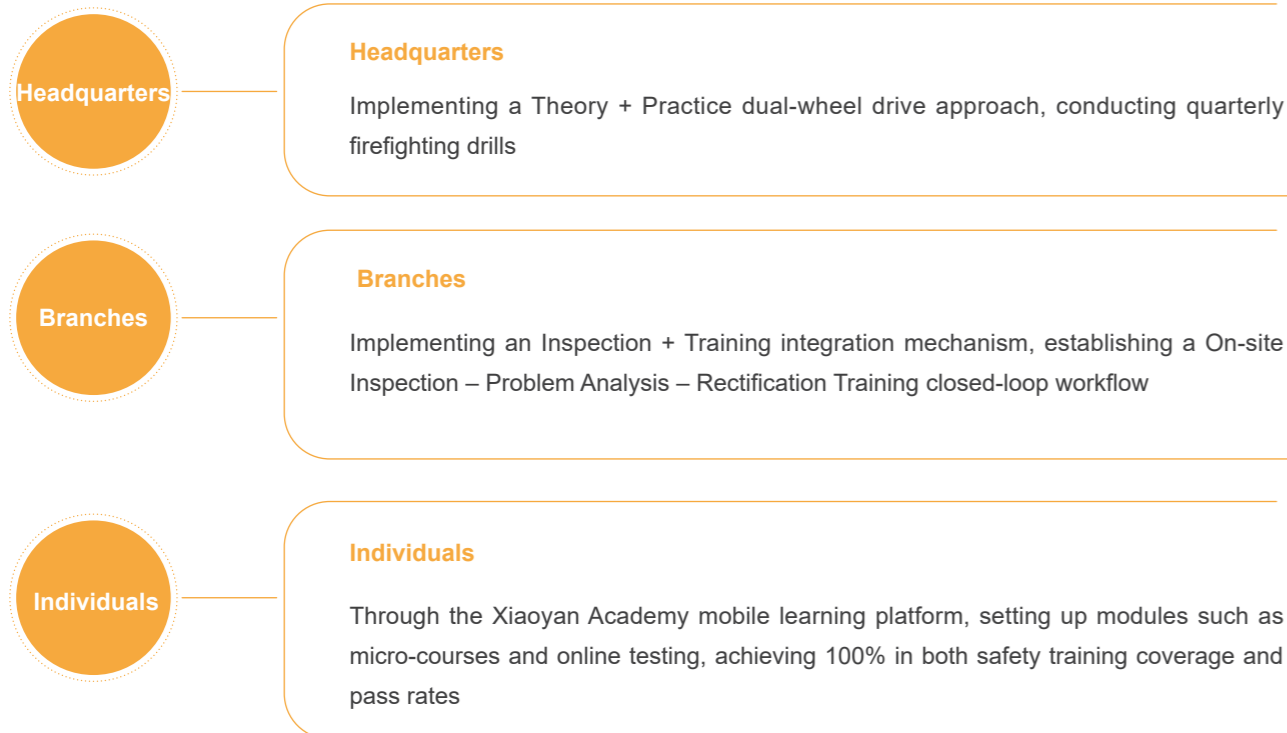 Headquarters
Headquarters
Implementing a Theory + Practice dual-wheel drive approach, conducting quarterly
firefighting drills
Branches
Branches
Implementing an Inspection + Training integration mechanism, establishing a On-site
Inspection – Problem Analysis – Rectification Training closed-loop workflow
Individuals
Individuals
Through the Xiaoyan Academy mobile learning platform, setting up modules such as
micro-courses and online testing, achieving 100% in both safety training coverage and
pass rates